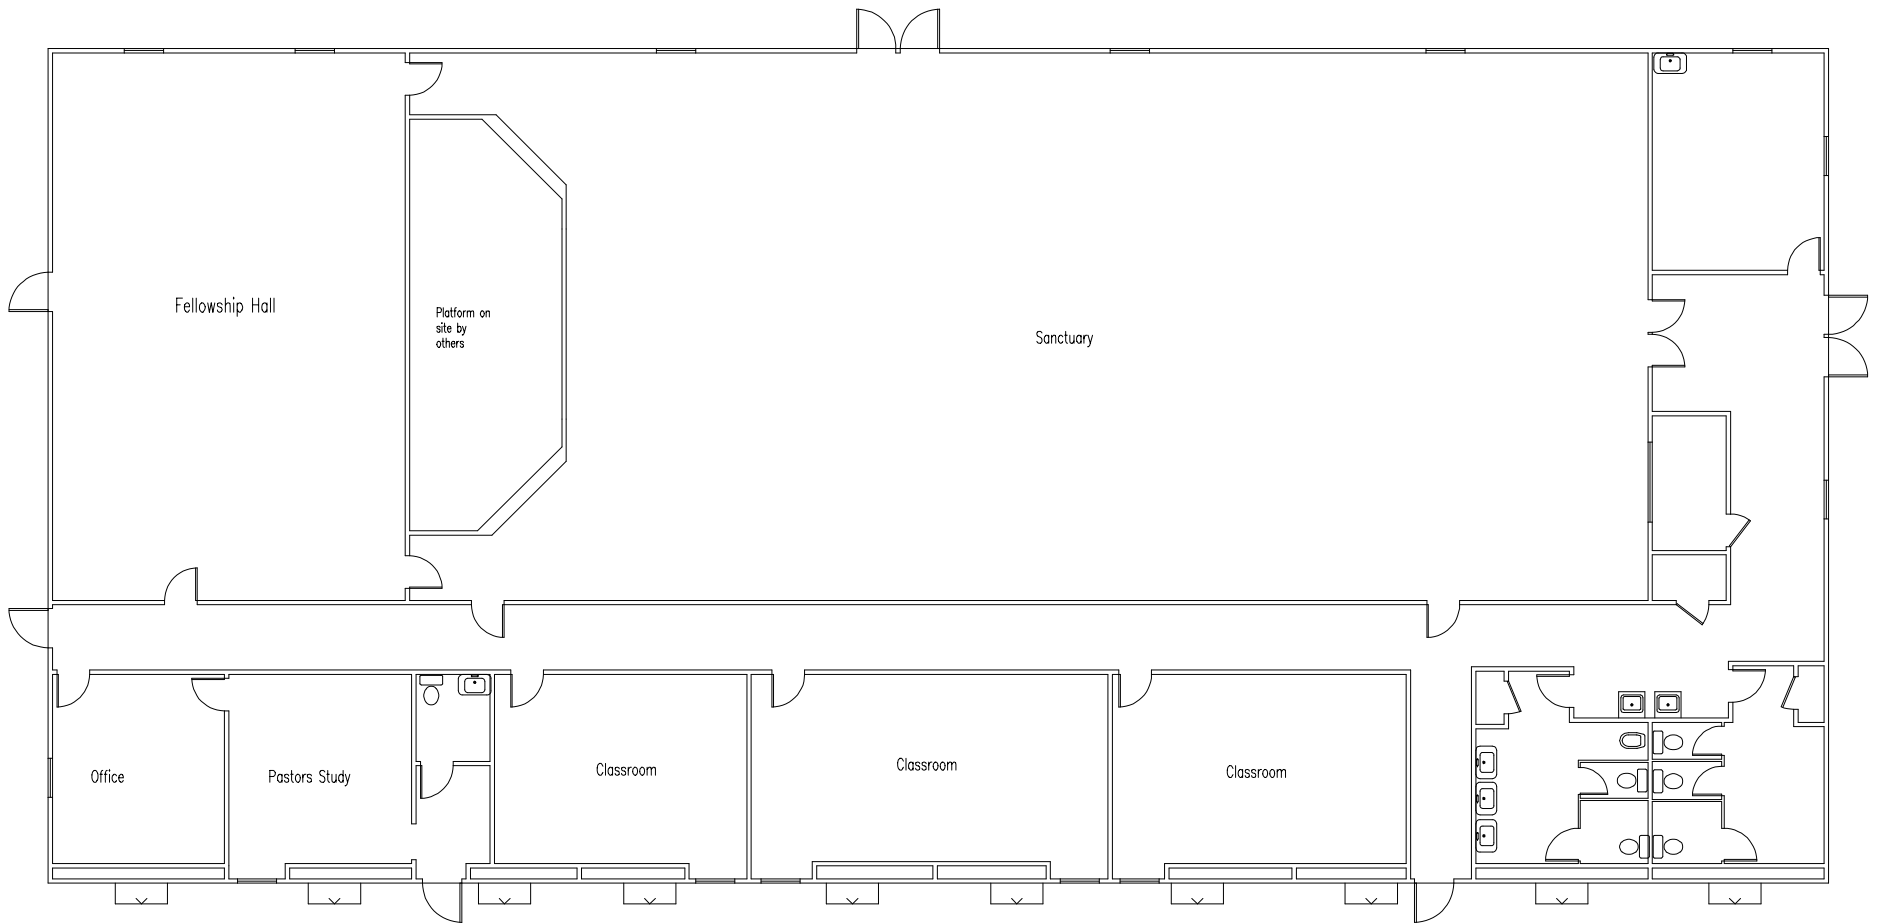 Fellowship Hall
Platform on
site by
others
Sanctuary
Office
Pastors Study
Classroom
Classroom
Classroom